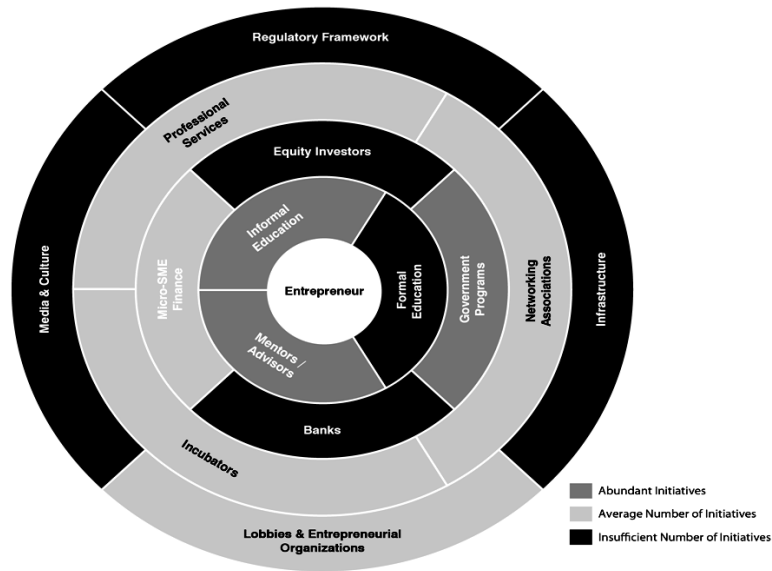 Regulatory Framework
Professional
Services
Equity Investors
Informal
Education
Media & Culture
Micro-SME
Finance
Entrepreneur
Formal
Education
Government
Programs
Networking
Associations
Infrastructure
Mentors /
Advisors
Banks
Incubators
Lobbies & Entrepreneurial
Organizations
Abundant Initiatives
Average Number of Initiatives
Insufficient Number of Initiatives